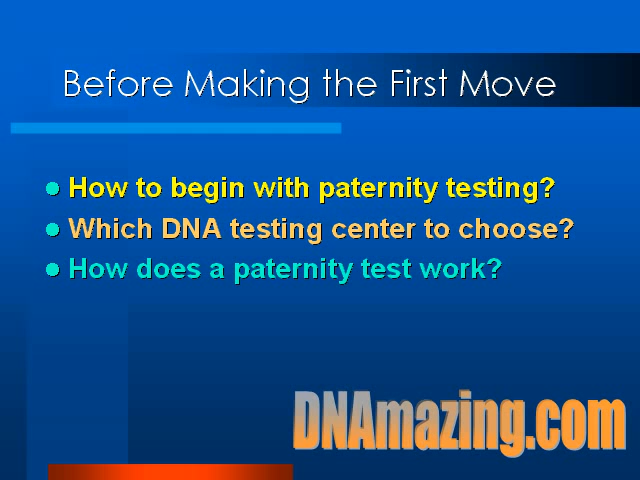 Before Making the First Move
How to begin with paternity testing?
Which DNA testing center to choose?
How does a paternity test work?
DNAmazing.com